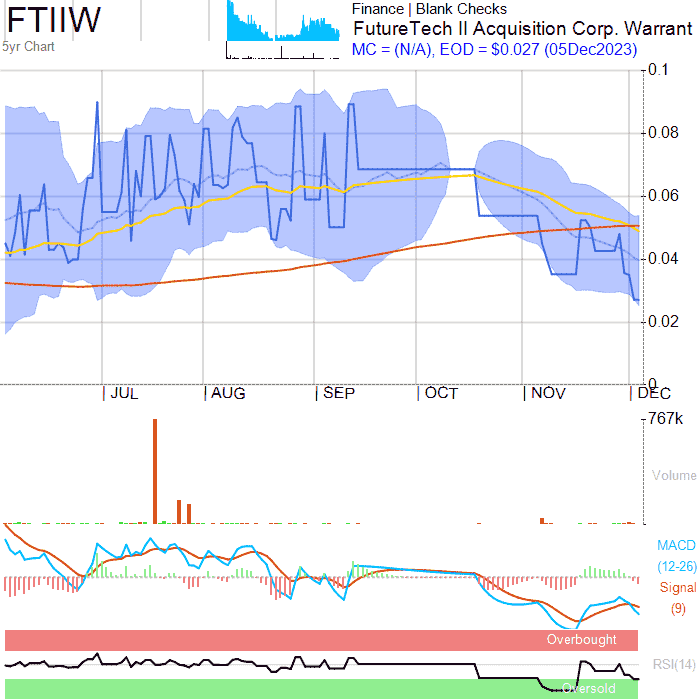 FTIIW
5yr Chart
Finance | Blank Checks
FutureTech II Acquisition Corp. Warrant
MC = (N/A), EOD = $0.027 (05Dec2023)
0.1
0.08
0.06
0.04
0.02
0
JUL AUG SEP OCT NOV DEC
767k
Volume
MACD
(12-26)
Signal
(9)
Overbought
RSI(14)
Oversold